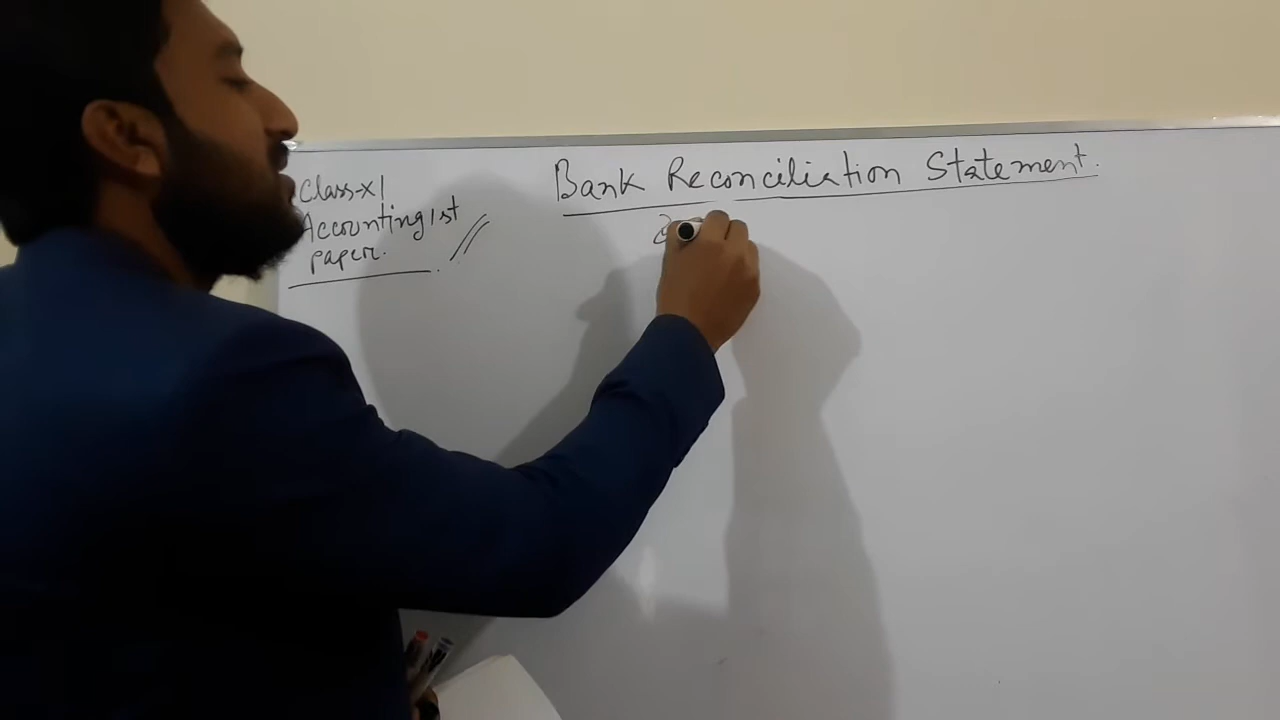 Class-XI
Accounting 1st
paper.
Bank Reconciliation Statement.